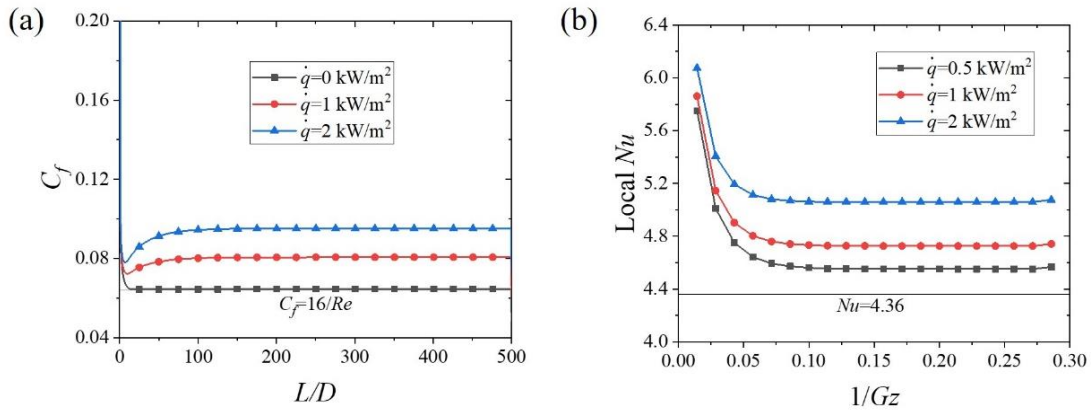 (a)
0.20
0.16
0.12
0.08
0.04
C_f
q̇=0 kW/m²
q̇=1 kW/m²
q̇=2 kW/m²
C_f=16/Re
0 100 200 300 400 500
L/D
(b)
6.4
6.0
5.6
5.2
4.8
4.4
4.0
Local Nu
q̇=0.5 kW/m²
q̇=1 kW/m²
q̇=2 kW/m²
Nu=4.36
0.00 0.05 0.10 0.15 0.20 0.25 0.30
1/Gz